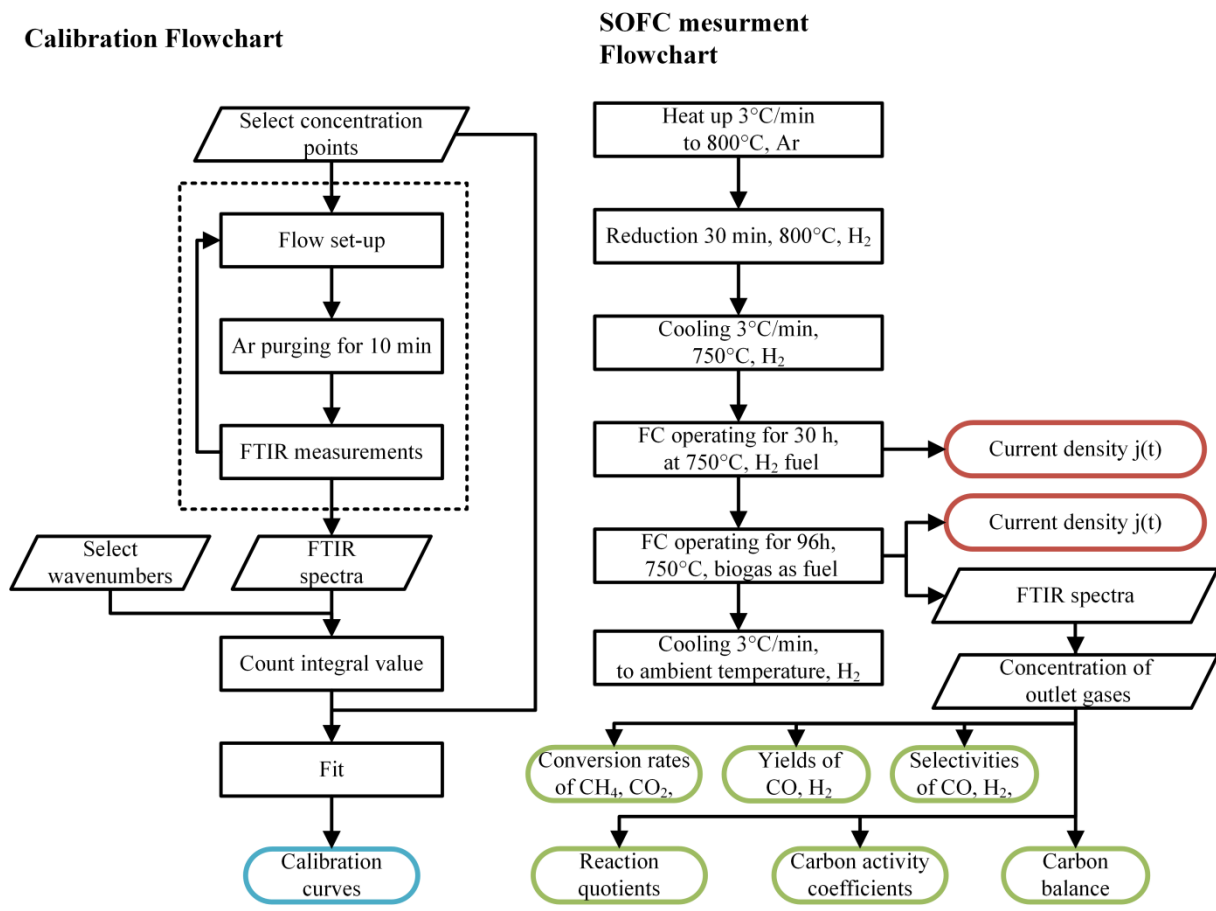 Calibration Flowchart
Select concentration
points
Flow set-up
Ar purging for 10 min
FTIR measurements
Select
wavenumbers
FTIR
spectra
Count integral value
Fit
Calibration
curves
SOFC mesurment
Flowchart
Heat up 3°C/min
to 800°C, Ar
Reduction 30 min, 800°C, H₂
Cooling 3°C/min,
750°C, H₂
FC operating for 30 h,
at 750°C, H₂ fuel
Current density j(t)
FC operating for 96h,
750°C, biogas as fuel
Current density j(t)
FTIR spectra
Cooling 3°C/min,
to ambient temperature, H₂
Concentration of
outlet gases
Conversion rates
of CH₄, CO₂,
Yields of
CO, H₂
Selectivities
of CO, H₂,
Reaction
quotients
Carbon activity
coefficients
Carbon
balance